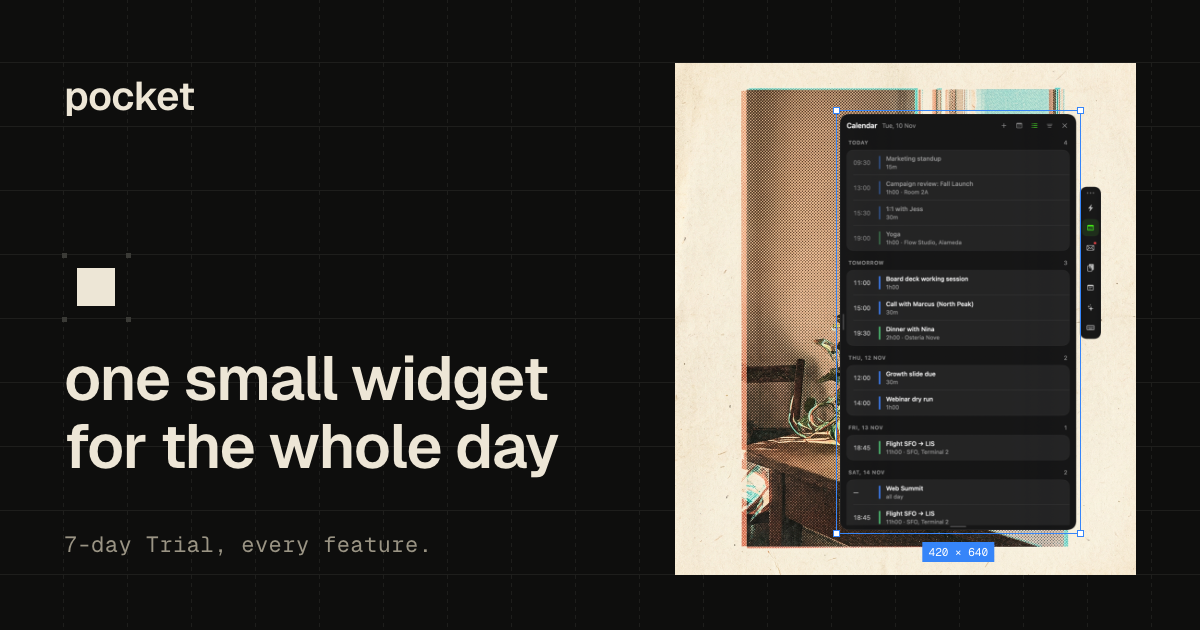 pocket
one small widget
for the whole day
7-day Trial, every feature.
Calendar Tue, 10 Nov
TODAY 4
09:30 Marketing standup
15m
13:00 Campaign review: Fall Launch
1h00 · Room 2A
15:30 1:1 with Jess
30m
19:00 Yoga
1h00 · Flow Studio, Alameda
TOMORROW 3
11:00 Board deck working session
1h00
15:00 Call with Marcus (North Peak)
30m
19:30 Dinner with Nina
2h00 · Osteria Nova
THU, 12 NOV 2
12:00 Growth slide due
30m
14:00 Webinar dry run
1h00
FRI, 13 NOV 1
18:45 Flight SFO → LIS
11h00 · SFO, Terminal 2
SAT, 14 NOV 2
— Web Summit
all day
18:45 Flight SFO → LIS
11h00 · SFO, Terminal 2
420 × 640